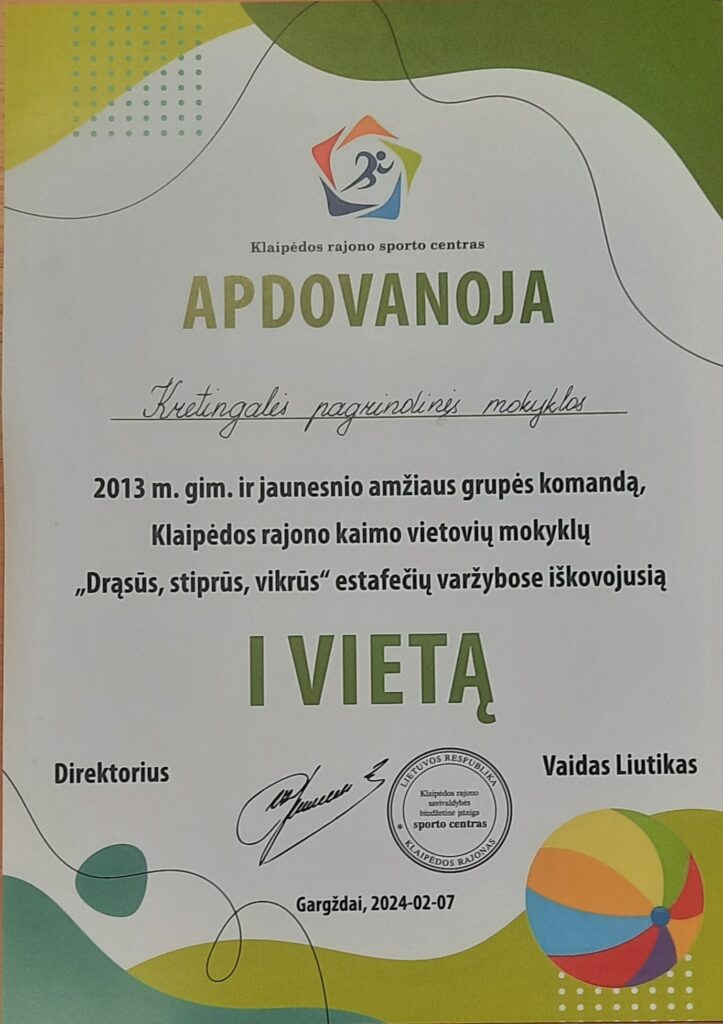 Klaipėdos rajono sporto centras
APDOVANOJA
Kretingalės pagrindinės mokyklos
2013 m. gim. ir jaunesnio amžiaus grupės komandą,
Klaipėdos rajono kaimo vietovių mokyklų
„Drąsūs, stiprūs, vikrūs“ estafečių varžybose iškovojusią
I VIETĄ
Direktorius
Vaidas Liutikas
LIETUVOS RESPUBLIKA
Klaipėdos rajono
savivaldybės
biudžetinė įstaiga
sporto centras
* KLAIPĖDOS RAJONAS
Gargždai, 2024-02-07